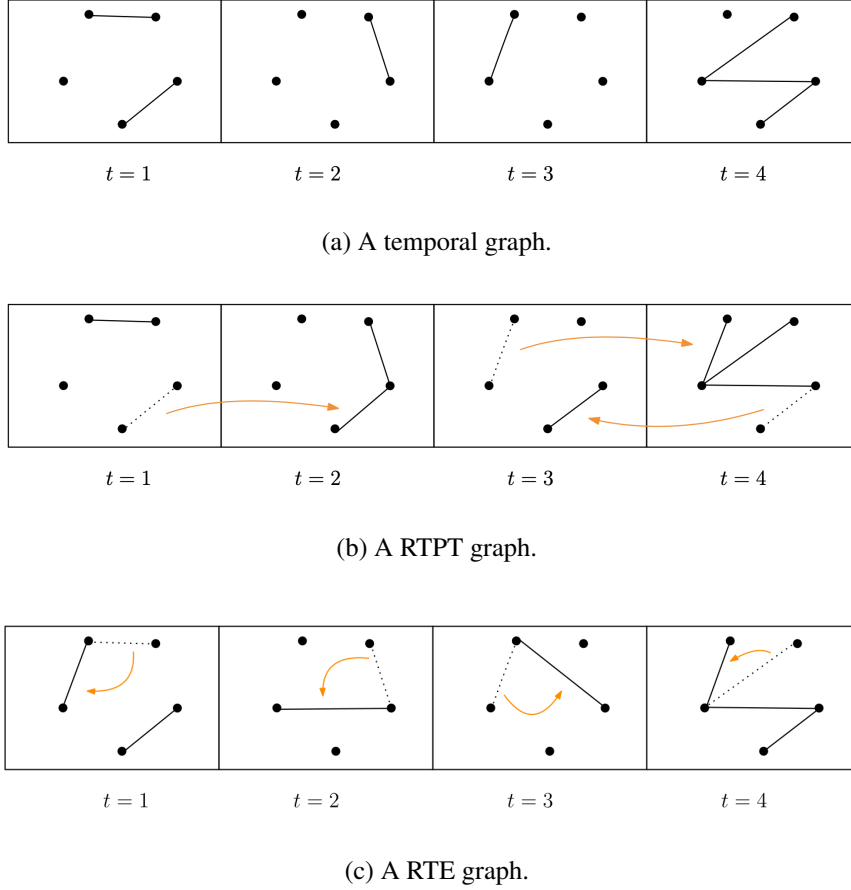 t = 1 t = 2 t = 3 t = 4
(a) A temporal graph.
t = 1 t = 2 t = 3 t = 4
(b) A RTPT graph.
t = 1 t = 2 t = 3 t = 4
(c) A RTE graph.